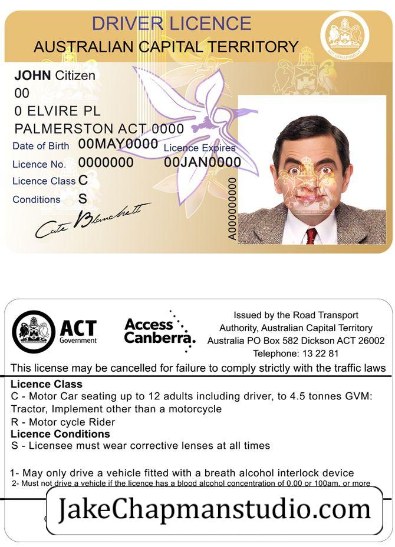 DRIVER LICENCE
AUSTRALIAN CAPITAL TERRITORY
JOHN Citizen
00
0 ELVIRE PL
PALMERSTON ACT 0000
Date of Birth 00MAY0000 Licence Expires
Licence No. 0000000 00JAN0000
Licence Class C
Conditions S
Cate Blanchett
A000000000
ACT
Government
Access
Canberra.
Issued by the Road Transport
Authority, Australian Capital Territory
Australia PO Box 582 Dickson ACT 26002
Telephone: 13 22 81
This license may be cancelled for failure to comply strictly with the traffic laws
Licence Class
C - Motor Car seating up to 12 adults including driver, to 4.5 tonnes GVM:
Tractor, Implement other than a motorcycle
R - Motor cycle Rider
Licence Conditions
S - Licensee must wear corrective lenses at all times
1- May only drive a vehicle fitted with a breath alcohol interlock device
2- Must not drive a vehicle if the licence has a blood alcohol concentration of 0.00 or 100am. or more
JakeChapmanstudio.com